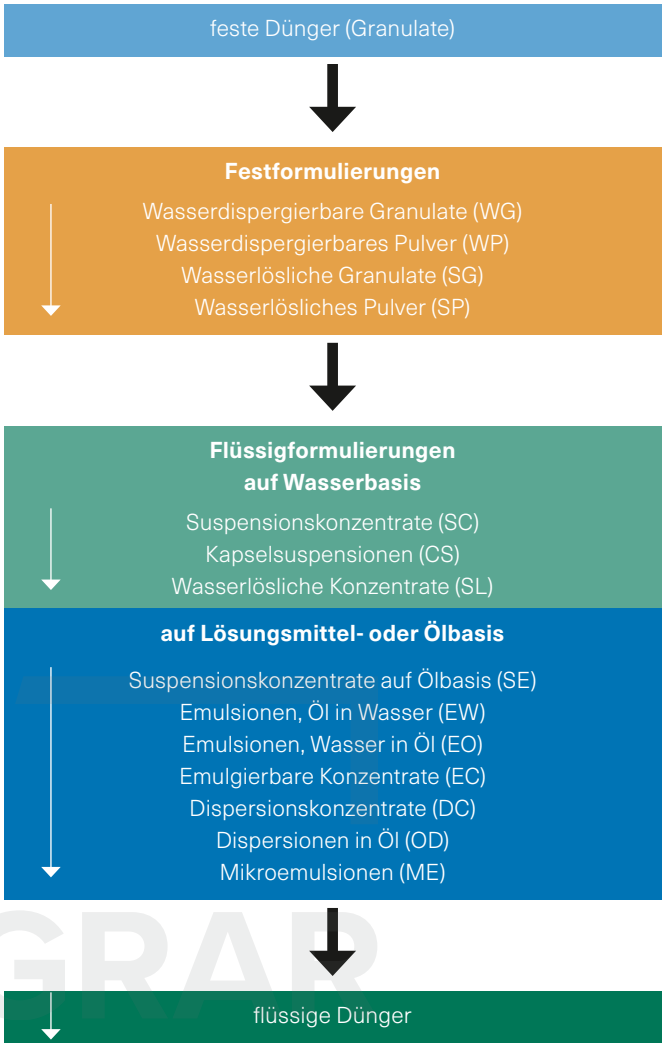 feste Dünger (Granulate)
Festformulierungen
Wasserdispergierbare Granulate (WG)
Wasserdispergierbares Pulver (WP)
Wasserlösliche Granulate (SG)
Wasserlösliches Pulver (SP)
Flüssigformulierungen
auf Wasserbasis
Suspensionskonzentrate (SC)
Kapselsuspensionen (CS)
Wasserlösliche Konzentrate (SL)
auf Lösungsmittel- oder Ölbasis
Suspensionskonzentrate auf Ölbasis (SE)
Emulsionen, Öl in Wasser (EW)
Emulsionen, Wasser in Öl (EO)
Emulgierbare Konzentrate (EC)
Dispersionskonzentrate (DC)
Dispersionen in Öl (OD)
Mikroemulsionen (ME)
GRAR
flüssige Dünger